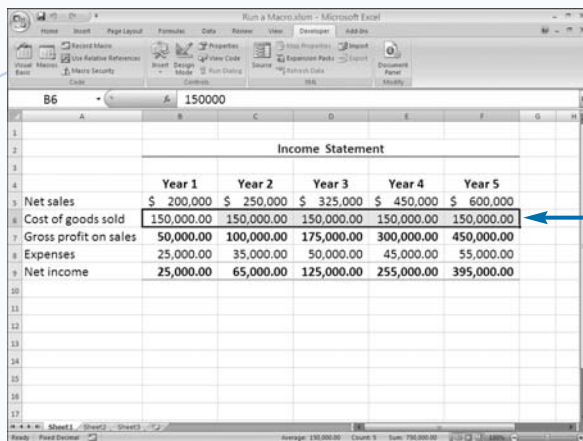 Run a Macro.xlsm - Microsoft Excel
Home Insert Page Layout Formulas Data Review View Developer Add-Ins
Visual Basic Macros Record Macro Use Relative References Macro Security Insert Design Mode Properties View Code Run Dialog Source Map Properties Expansion Packs Refresh Data Import Export Document Panel
Code Controls XML Modify
B6 150000
A B C D E F G H
1
2 Income Statement
3
4 Year 1 Year 2 Year 3 Year 4 Year 5
5 Net sales $ 200,000 $ 250,000 $ 325,000 $ 450,000 $ 600,000
6 Cost of goods sold 150,000.00 150,000.00 150,000.00 150,000.00 150,000.00
7 Gross profit on sales 50,000.00 100,000.00 175,000.00 300,000.00 450,000.00
8 Expenses 25,000.00 35,000.00 50,000.00 45,000.00 55,000.00
9 Net income 25,000.00 65,000.00 125,000.00 255,000.00 395,000.00
10
11
12
13
14
15
16
17
Sheet1 Sheet2 Sheet3
Ready Fixed Decimal Average: 150,000.00 Count: 5 Sum: 750,000.00 100%